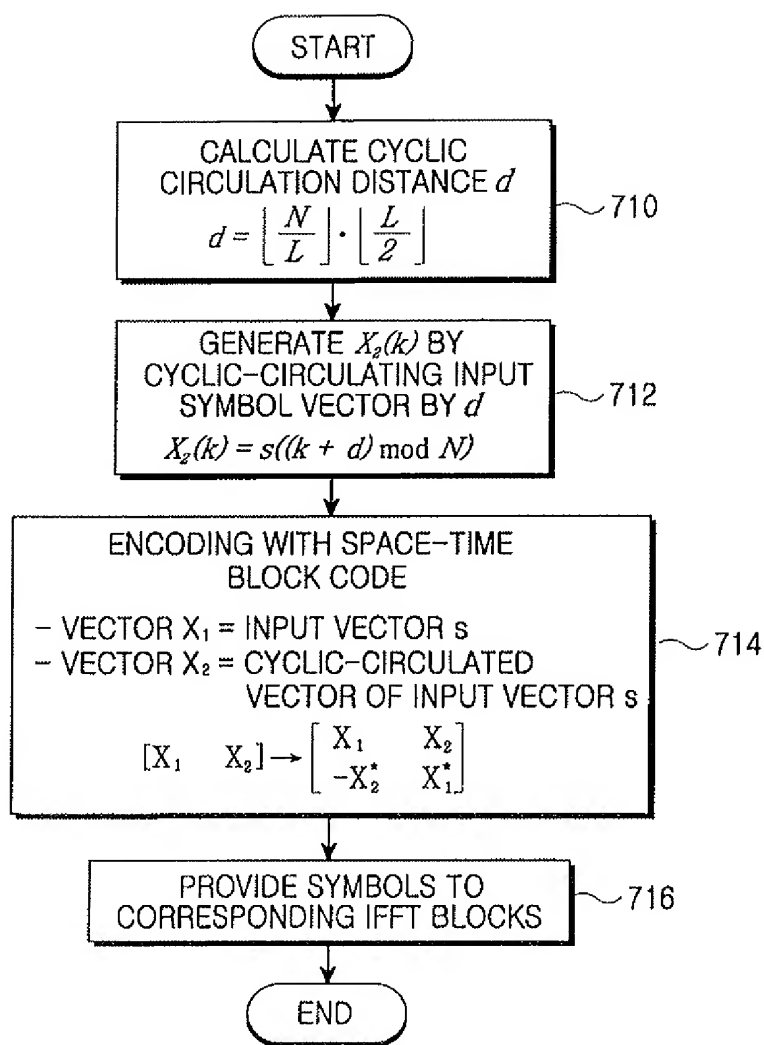 START
CALCULATE CYCLIC
CIRCULATION DISTANCE d
d = ⌊N/L⌋ · ⌊L/2⌋
710
GENERATE X₂(k) BY
CYCLIC-CIRCULATING INPUT
SYMBOL VECTOR BY d
X₂(k) = s((k + d) mod N)
712
ENCODING WITH SPACE-TIME
BLOCK CODE
- VECTOR X₁ = INPUT VECTOR s
- VECTOR X₂ = CYCLIC-CIRCULATED
VECTOR OF INPUT VECTOR s
[X₁ X₂] → [X₁ X₂
-X₂* X₁*]
714
PROVIDE SYMBOLS TO
CORRESPONDING IFFT BLOCKS
716
END